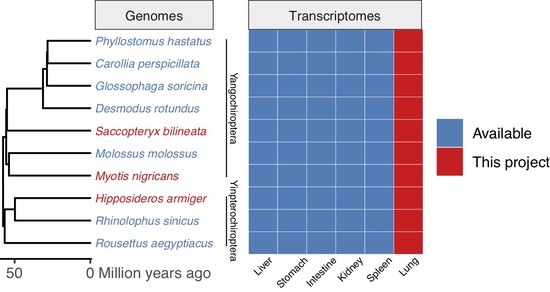 Genomes
Transcriptomes
Phyllostomus hastatus
Carollia perspicillata
Glossophaga soricina
Desmodus rotundus
Saccopteryx bilineata
Molossus molossus
Myotis nigricans
Hipposideros armiger
Rhinolophus sinicus
Rousettus aegyptiacus
Yangochiroptera
Yinpterochiroptera
Available
This project
50 0 Million years ago
Liver
Stomach
Intestine
Kidney
Spleen
Lung